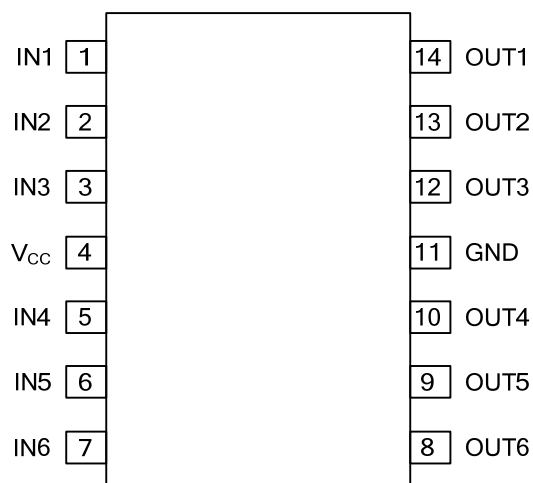 IN1 1 14 OUT1
IN2 2 13 OUT2
IN3 3 12 OUT3
VCC 4 11 GND
IN4 5 10 OUT4
IN5 6 9 OUT5
IN6 7 8 OUT6